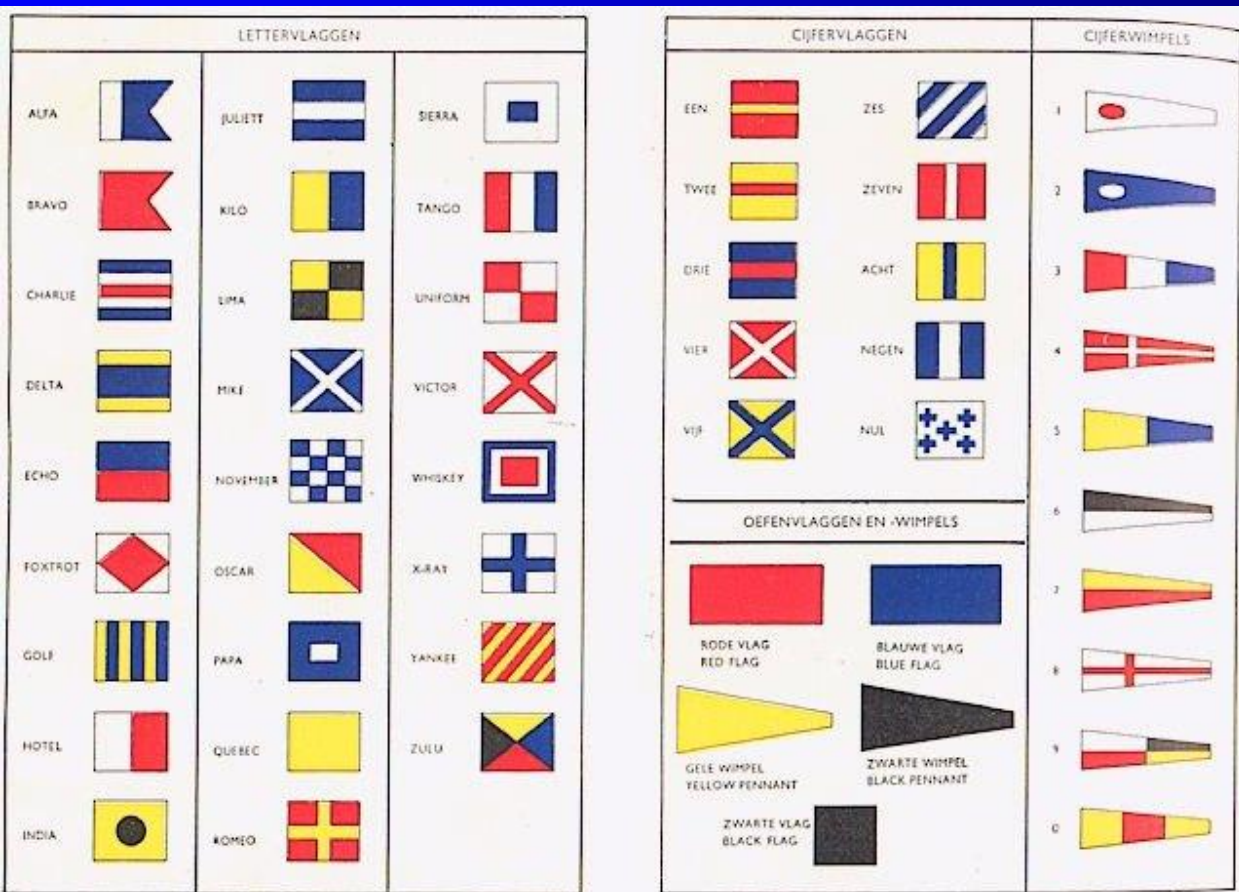 LETTERVLAGGEN
ALFA
BRAVO
CHARLIE
DELTA
ECHO
FOXTROT
GOLF
HOTEL
INDIA
JULIETT
KILO
LIMA
MIKE
NOVEMBER
OSCAR
PAPA
QUEBEC
ROMEO
SIERRA
TANGO
UNIFORM
VICTOR
WHISKEY
X-RAY
YANKEE
ZULU
CIJFERVLAGGEN
EEN
TWEE
DRIE
VIER
VIJF
ZES
ZEVEN
ACHT
NEGEN
NUL
OEFENVLAGGEN EN -WIMPELS
RODE VLAG
RED FLAG
BLAUWE VLAG
BLUE FLAG
GELE WIMPEL
YELLOW PENNANT
ZWARTE WIMPEL
BLACK PENNANT
ZWARTE VLAG
BLACK FLAG
CIJFERWIMPELS
1
2
3
4
5
6
7
8
9
0